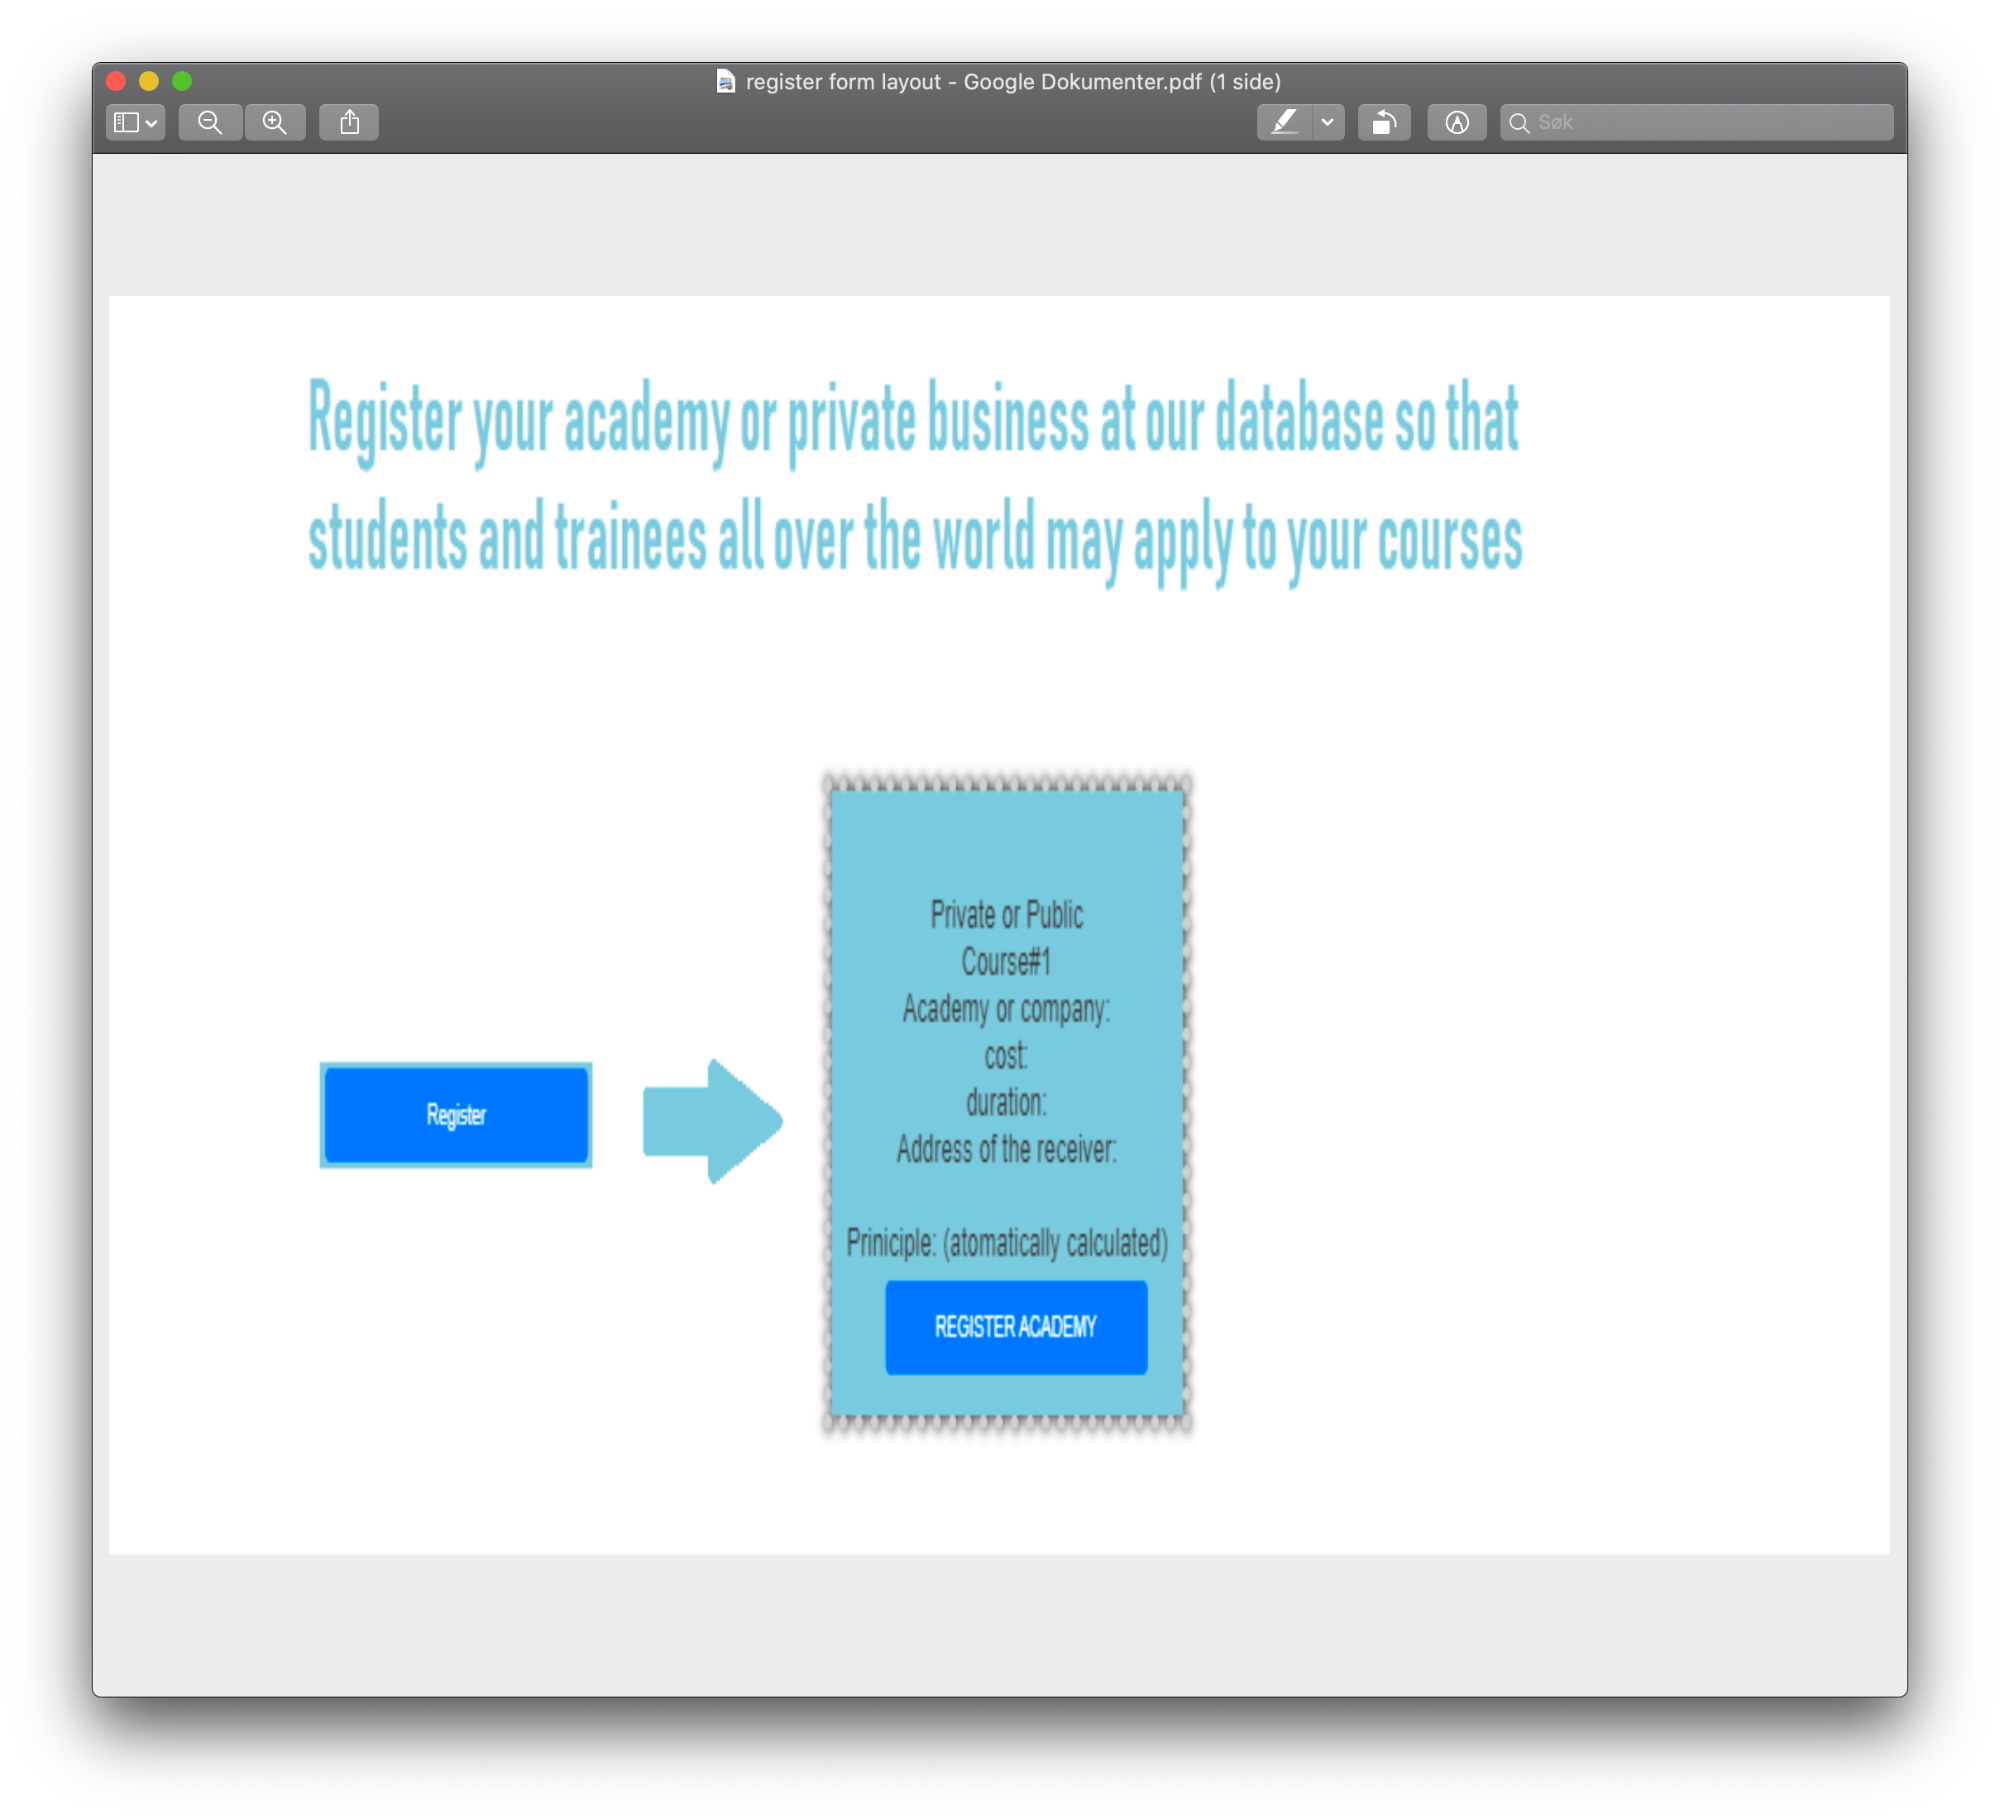 register form layout - Google Dokumenter.pdf (1 side)
Søk
Register your academy or private business at our database so that
students and trainees all over the world may apply to your courses
Private or Public
Course#1
Academy or company:
cost:
duration:
Address of the receiver:
Register
Priniciple: (atomatically calculated)
REGISTER ACADEMY